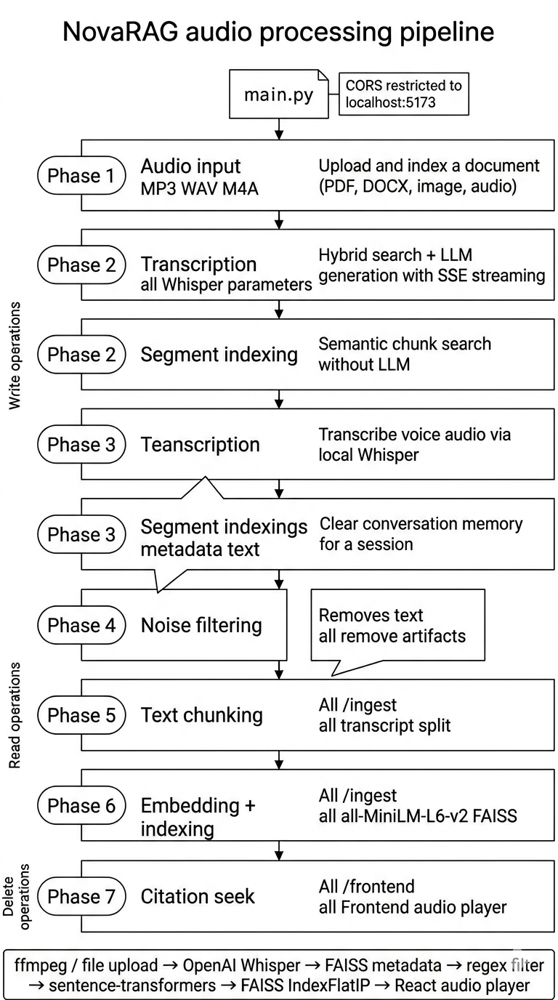 NovaRAG audio processing pipeline
main.py
CORS restricted to
localhost:5173
Phase 1
Audio input
MP3 WAV M4A
Upload and index a document
(PDF, DOCX, image, audio)
Phase 2
Transcription
all Whisper parameters
Hybrid search + LLM
generation with SSE streaming
Write operations
Phase 2
Segment indexing
Semantic chunk search
without LLM
Phase 3
Teanscription
Transcribe voice audio via
local Whisper
Phase 3
Segment indexings
metadata text
Clear conversation memory
for a session
Phase 4
Noise filtering
Removes text
all remove artifacts
Read operations
Phase 5
Text chunking
All /ingest
all transcript split
Phase 6
Embedding +
indexing
All /ingest
all all-MiniLM-L6-v2 FAISS
Delete
operations
Phase 7
Citation seek
All /frontend
all Frontend audio player
ffmpeg / file upload → OpenAI Whisper → FAISS metadata → regex filter
→ sentence-transformers → FAISS IndexFlatIP → React audio player